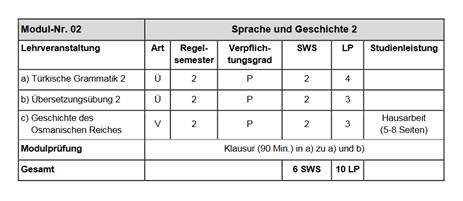 Modul-Nr. 02 Sprache und Geschichte 2
Lehrveranstaltung Art Regel-semester Verpflich-tungsgrad SWS LP Studienleistung
a) Türkische Grammatik 2 Ü 2 P 2 4
b) Übersetzungsübung 2 Ü 2 P 2 3
c) Geschichte des Osmanischen Reiches V 2 P 2 3 Hausarbeit (5-8 Seiten)
Modulprüfung Klausur (90 Min.) in a) zu a) und b)
Gesamt 6 SWS 10 LP